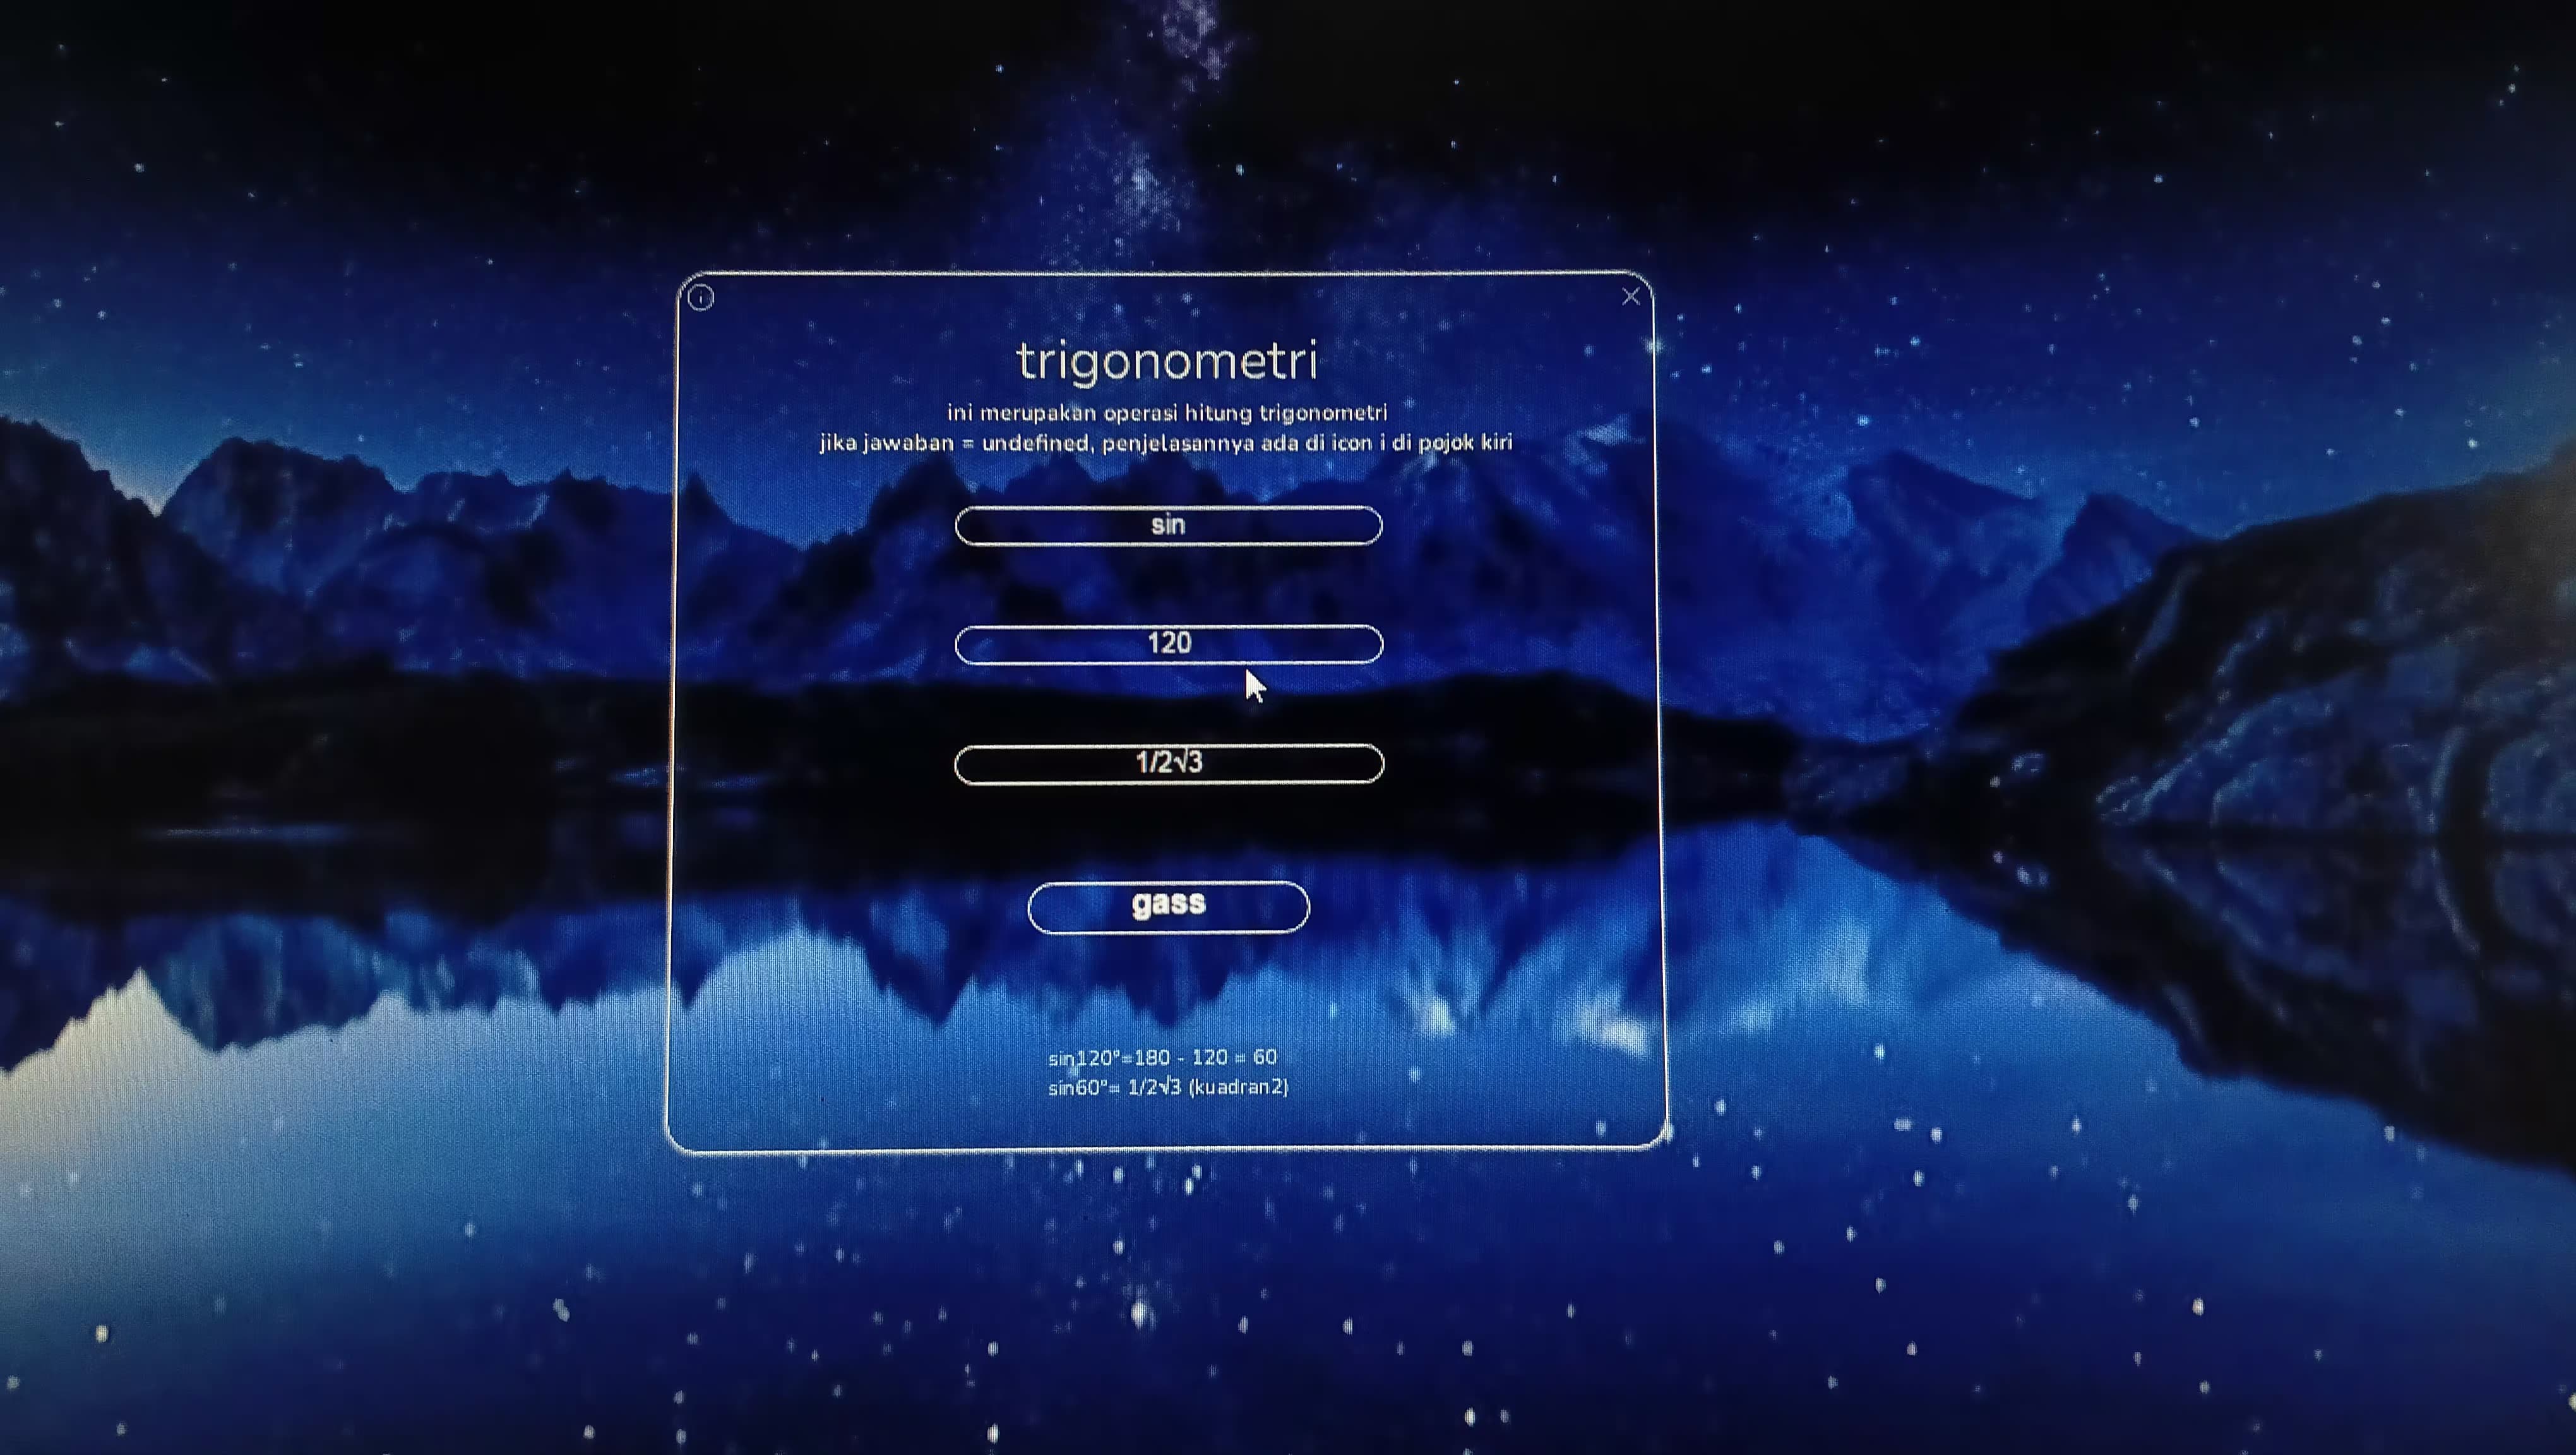 trigonometri
ini merupakan operasi hitung trigonometri
jika jawaban = undefined, penjelasannya ada di icon i di pojok kiri
sin
120
1/2√3
gass
sin120°=180 - 120 = 60
sin60°= 1/2√3 (kuadran2)